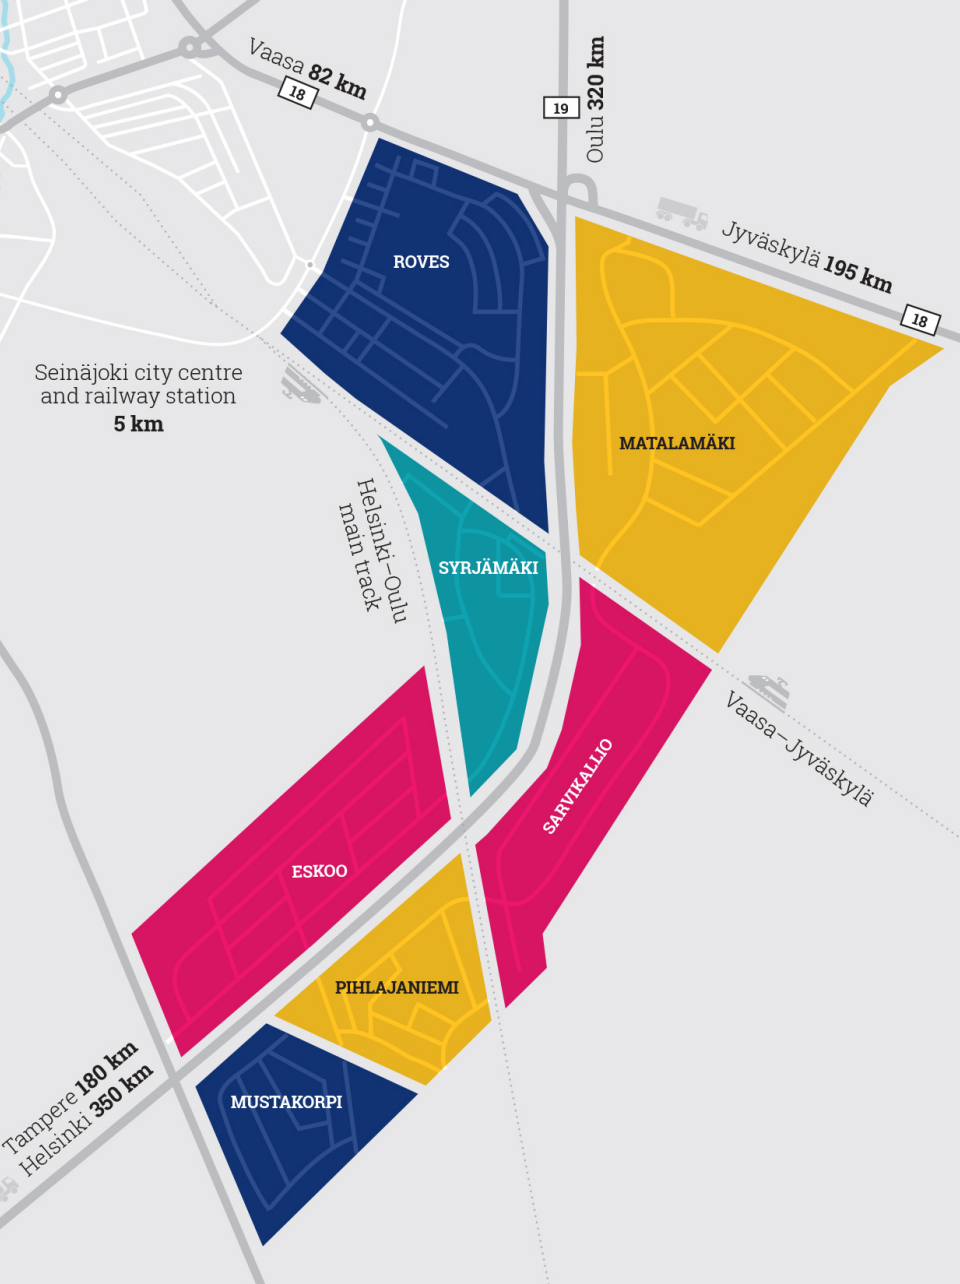 Vaasa 82 km
18
19
Oulu 320 km
Jyväskylä 195 km
18
ROVES
Seinäjoki city centre
and railway station
5 km
MATALAMÄKI
Helsinki–Oulu
main track
SYRJÄMÄKI
Vaasa–Jyväskylä
SARVIKALLIO
ESKOO
PIHLAJANIEMI
MUSTAKORPI
Tampere 180 km
Helsinki 350 km